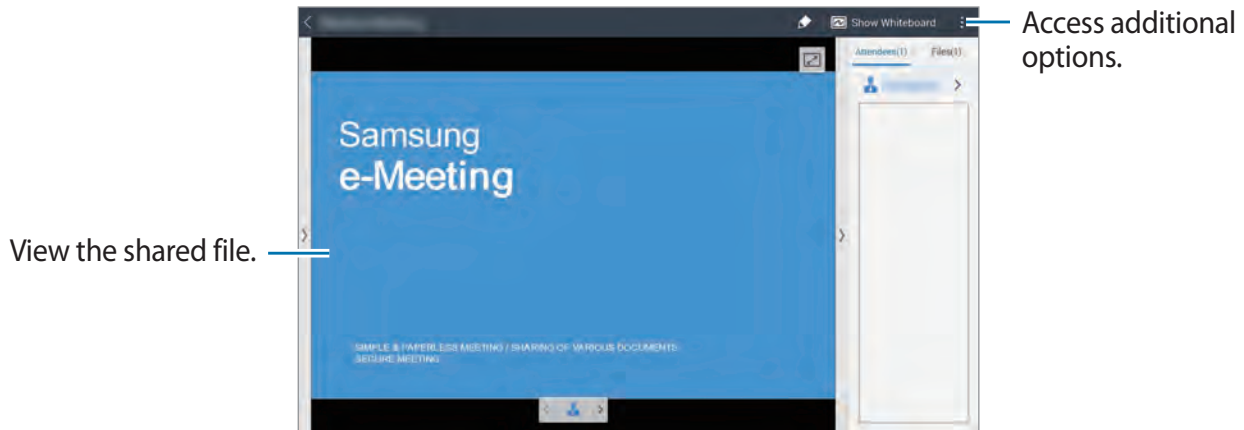 Show Whiteboard
Access additional
options.
Attendees(1) Files(1)
Samsung
e-Meeting
View the shared file.
SIMPLE & PAPERLESS MEETING / SHARING OF VARIOUS DOCUMENTS
SECURE MEETING